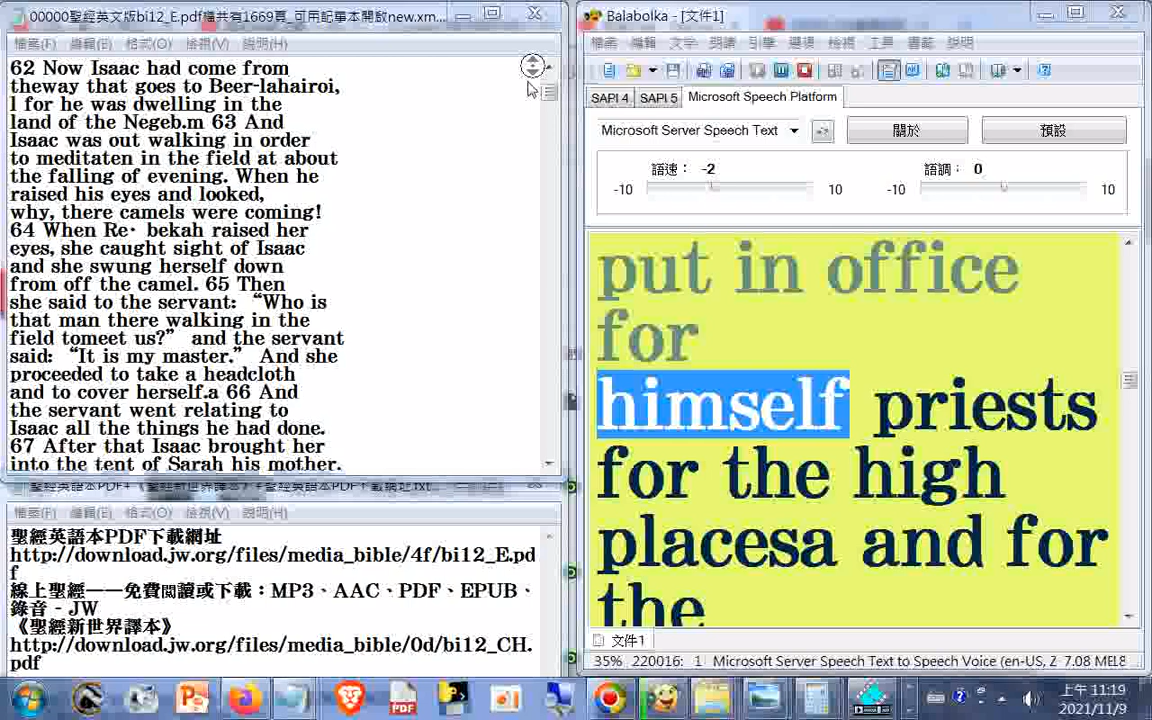 00000聖經英文版bi12_E.pdf檔共有1669頁_可用記事本開啟new.xm...
檔案(F) 編輯(E) 格式(O) 檢視(V) 說明(H)
62 Now Isaac had come from
theway that goes to Beer-lahairoi,
l for he was dwelling in the
land of the Negeb.m 63 And
Isaac was out walking in order
to meditaten in the field at about
the falling of evening. When he
raised his eyes and looked,
why, there camels were coming!
64 When Re· bekah raised her
eyes, she caught sight of Isaac
and she swung herself down
from off the camel. 65 Then
she said to the servant: “Who is
that man there walking in the
field tomeet us?” and the servant
said: “It is my master.” And she
proceeded to take a headcloth
and to cover herself.a 66 And
the servant went relating to
Isaac all the things he had done.
67 After that Isaac brought her
into the tent of Sarah his mother.
檔案(F) 編輯(E) 格式(O) 檢視(V) 說明(H)
聖經英語本PDF下載網址
http://download.jw.org/files/media_bible/4f/bi12_E.pd
f
線上聖經——免費閱讀或下載：MP3、AAC、PDF、EPUB、
錄音 - JW
《聖經新世界譯本》
http://download.jw.org/files/media_bible/0d/bi12_CH.
pdf
Balabolka - [文件1]
檔案 編輯 文字 朗讀 引擎 選項 檢視 工具 書籤 說明
SAPI 4 SAPI 5 Microsoft Speech Platform
Microsoft Server Speech Text 關於 預設
語速： -2 語調： 0
-10 10 -10 10
put in office
for
himself priests
for the high
placesa and for
the
文件1
35% 220016: 1 Microsoft Server Speech Text to Speech Voice (en-US, Z 7.08 MEL8
上午 11:19
2021/11/9